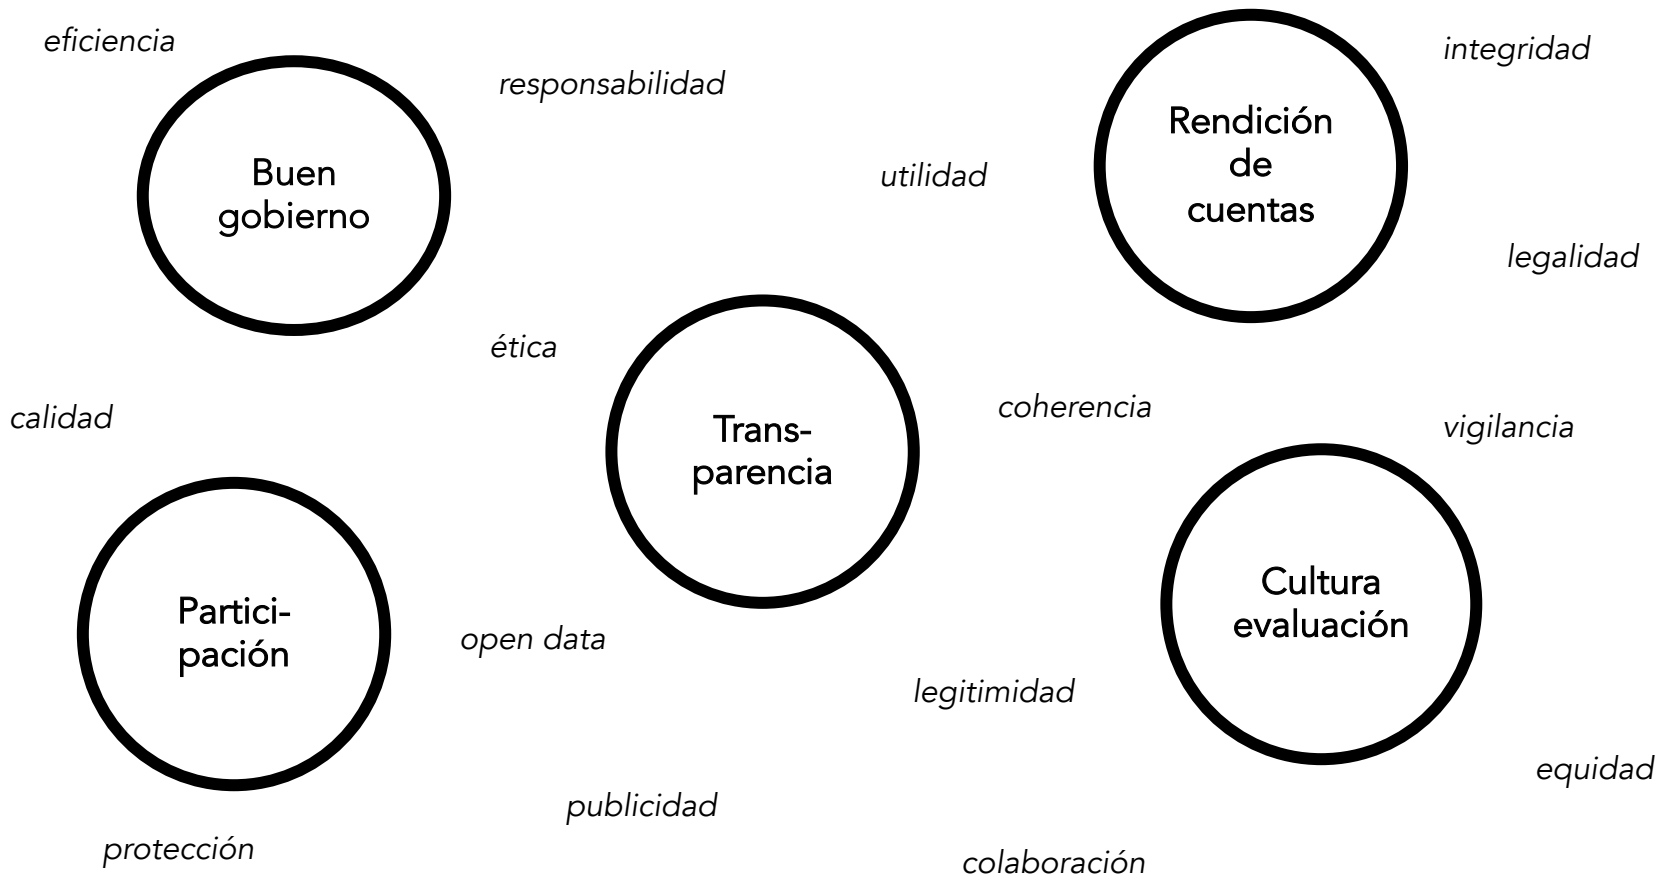 eficiencia
integridad
responsabilidad
Rendición
de
cuentas
Buen
gobierno
utilidad
legalidad
ética
Trans-
parencia
coherencia
calidad
vigilancia
Partici-
pación
Cultura
evaluación
open data
legitimidad
equidad
publicidad
protección
colaboración